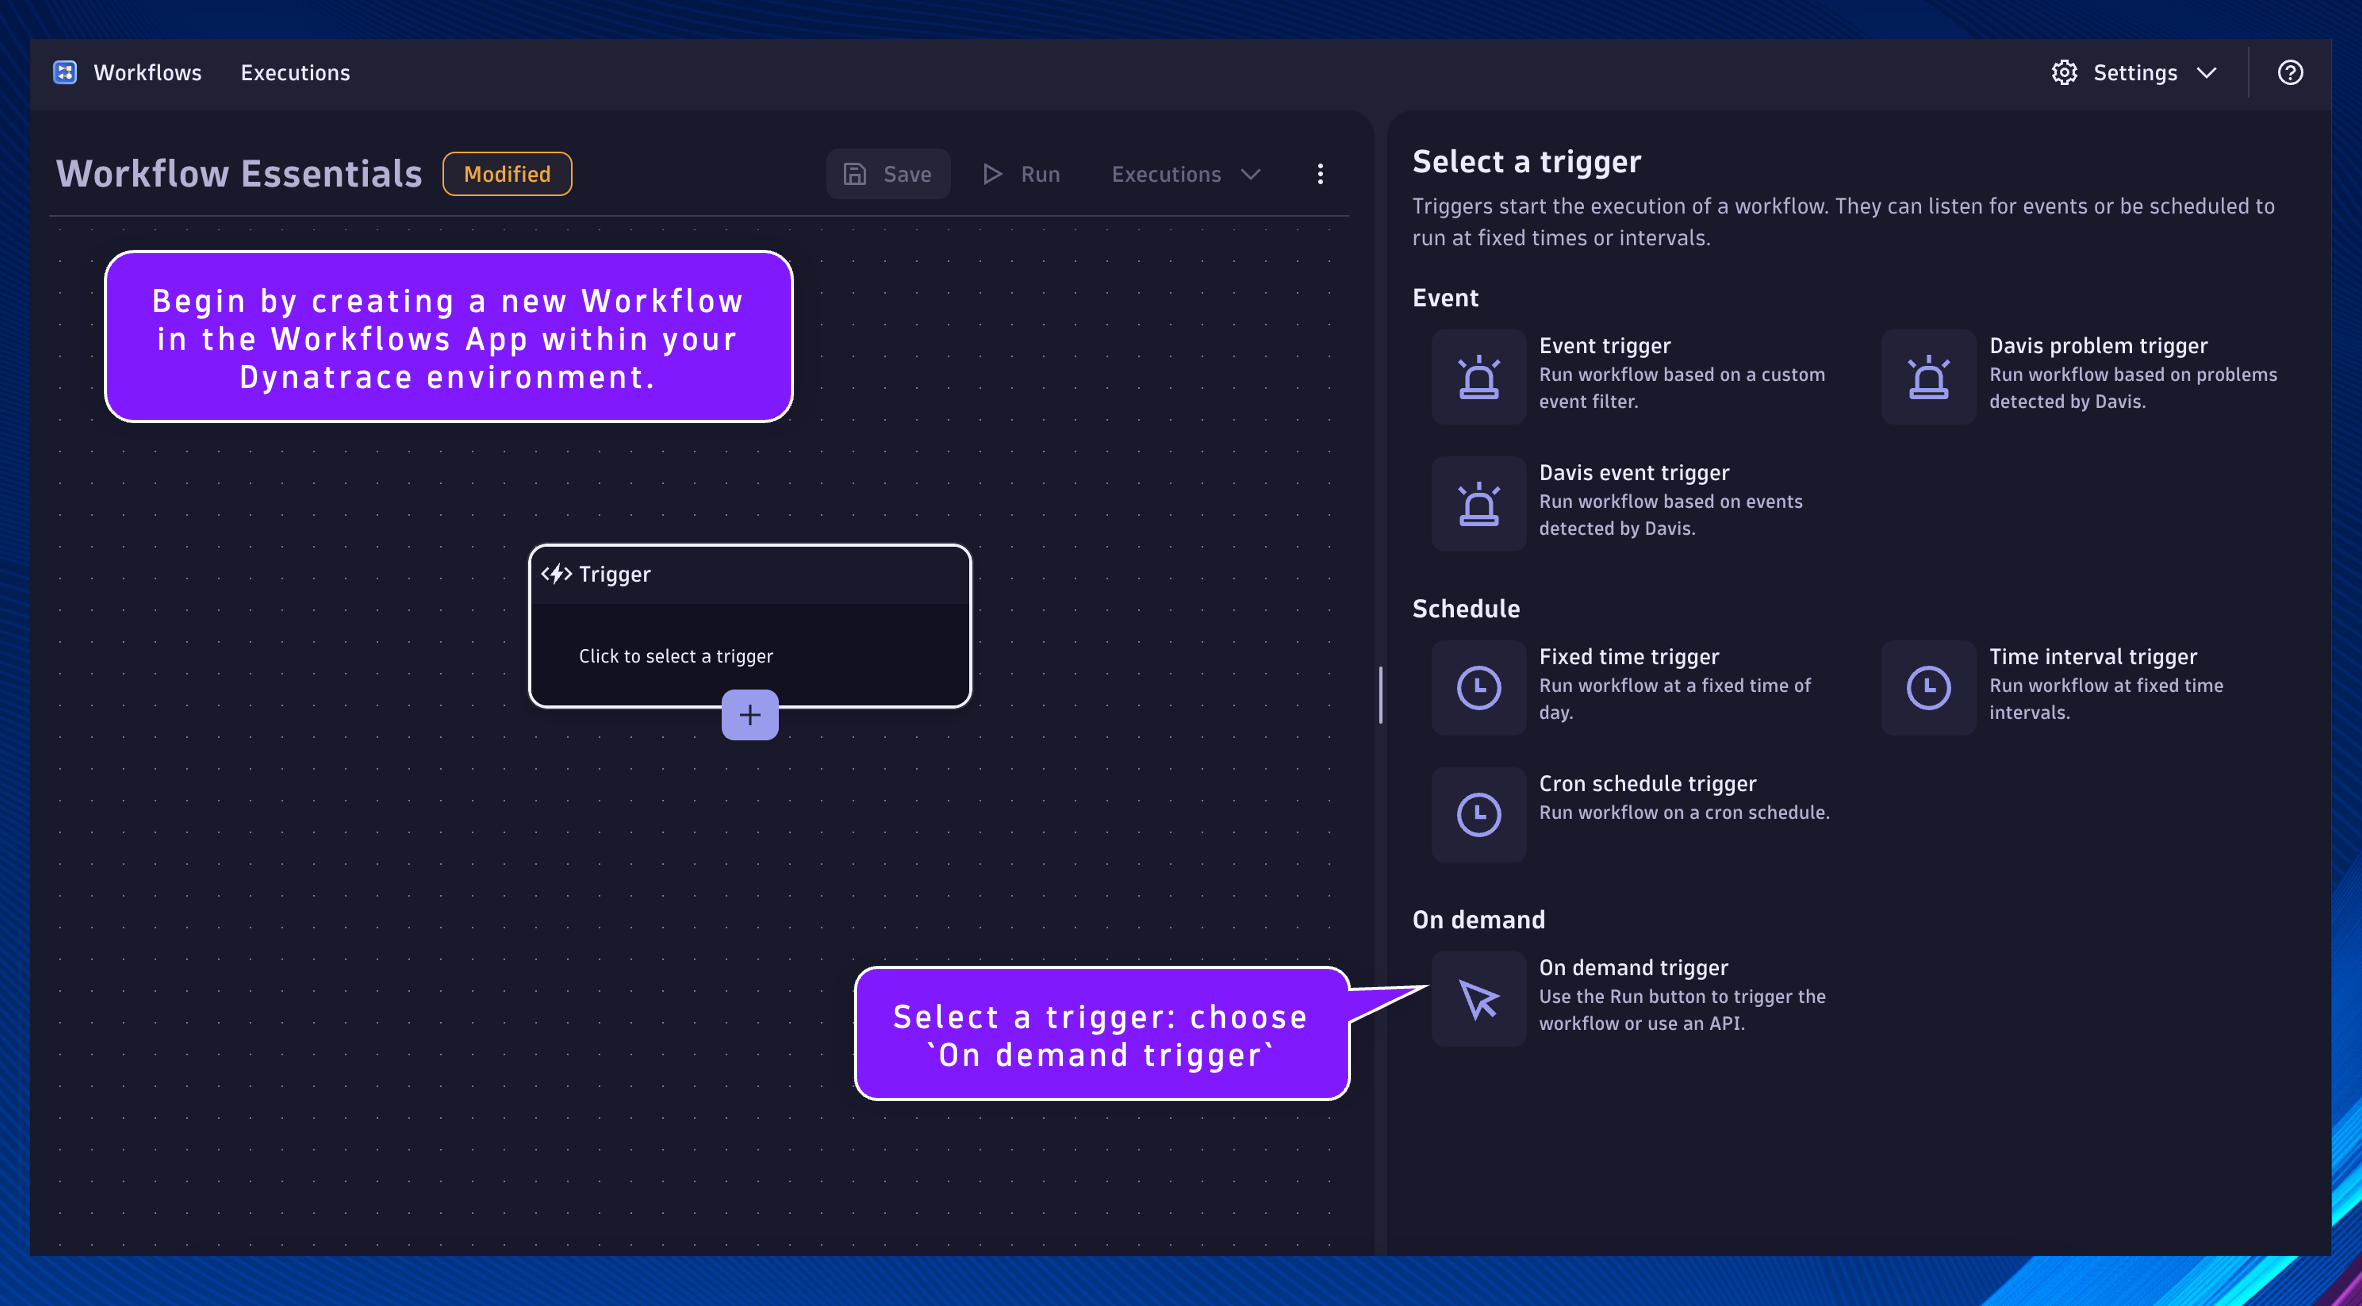 Workflows
Executions
Settings
Workflow Essentials
Modified
Save
Run
Executions
Begin by creating a new Workflow
in the Workflows App within your
Dynatrace environment.
Trigger
Click to select a trigger
Select a trigger: choose
`On demand trigger`
Select a trigger
Triggers start the execution of a workflow. They can listen for events or be scheduled to
run at fixed times or intervals.
Event
Event trigger
Run workflow based on a custom
event filter.
Davis problem trigger
Run workflow based on problems
detected by Davis.
Davis event trigger
Run workflow based on events
detected by Davis.
Schedule
Fixed time trigger
Run workflow at a fixed time of
day.
Time interval trigger
Run workflow at fixed time
intervals.
Cron schedule trigger
Run workflow on a cron schedule.
On demand
On demand trigger
Use the Run button to trigger the
workflow or use an API.